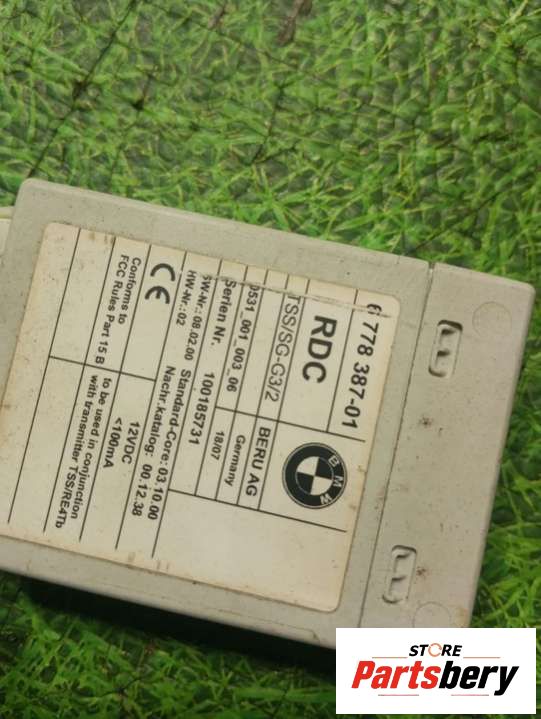 6 778 387-01
RDC
TSS/SG-G3/2
BERU AG
0531_001_003_06
Germany
Serien Nr. 100185731
18/07
SW-Nr.: 08.02.00 Standard-Core: 03.10.00
HW-Nr.: 02 Nachr.katalog: 00.12.38
CE
12VDC
<100mA
Conforms to
FCC Rules Part 15 B
to be used in conjunction
with transmitter TSS/RE4Tb
BMW
STORE
Partsbery